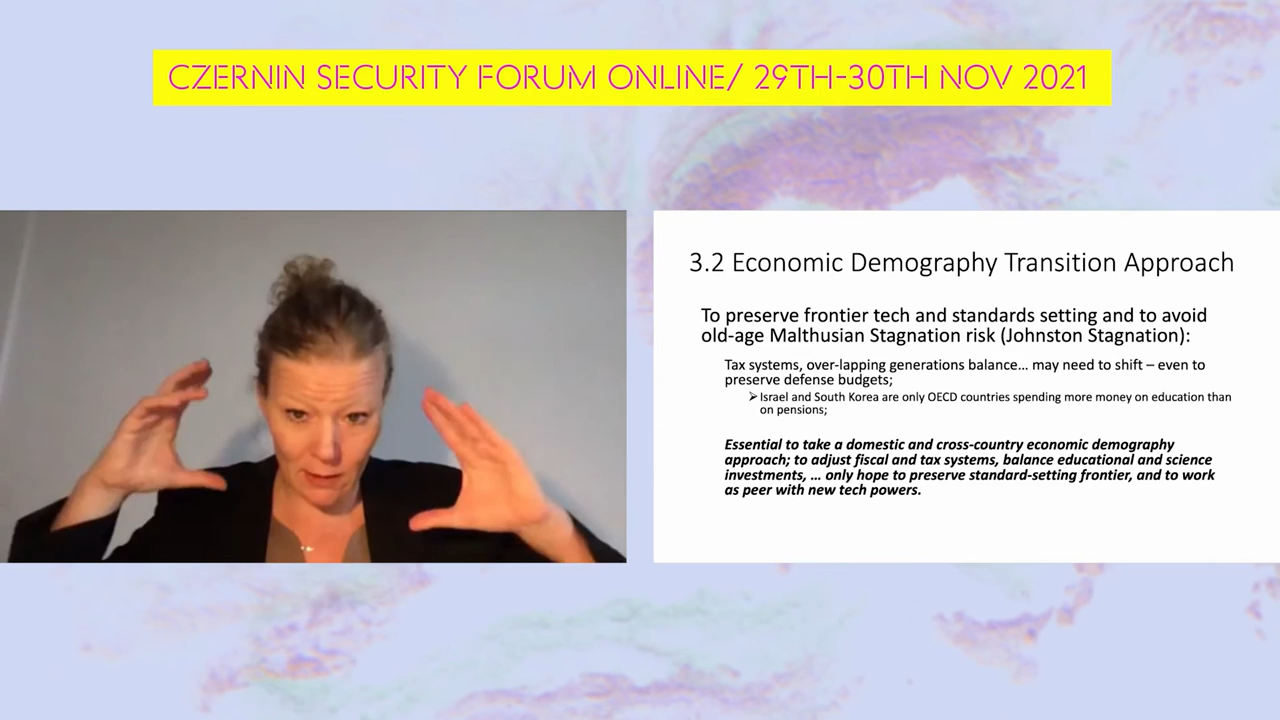 CZERNIN SECURITY FORUM ONLINE/ 29TH-30TH NOV 2021
3.2 Economic Demography Transition Approach
To preserve frontier tech and standards setting and to avoid
old-age Malthusian Stagnation risk (Johnston Stagnation):
Tax systems, over-lapping generations balance... may need to shift – even to
preserve defense budgets;
➢ Israel and South Korea are only OECD countries spending more money on education than
on pensions;
Essential to take a domestic and cross-country economic demography
approach; to adjust fiscal and tax systems, balance educational and science
investments, ... only hope to preserve standard-setting frontier, and to work
as peer with new tech powers.